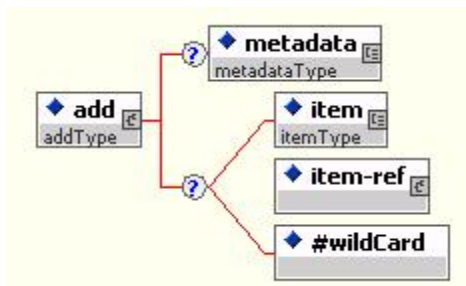 metadata
metadataType
add
addType
?
item
itemType
?
item-ref
#wildCard